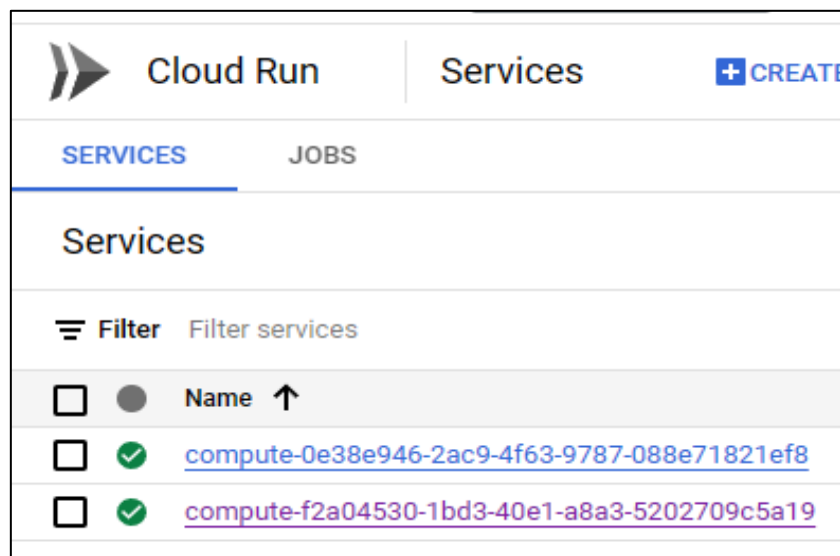 Cloud Run Services CREATE
SERVICES JOBS
Services
Filter Filter services
Name
compute-0e38e946-2ac9-4f63-9787-088e71821ef8
compute-f2a04530-1bd3-40e1-a8a3-5202709c5a19